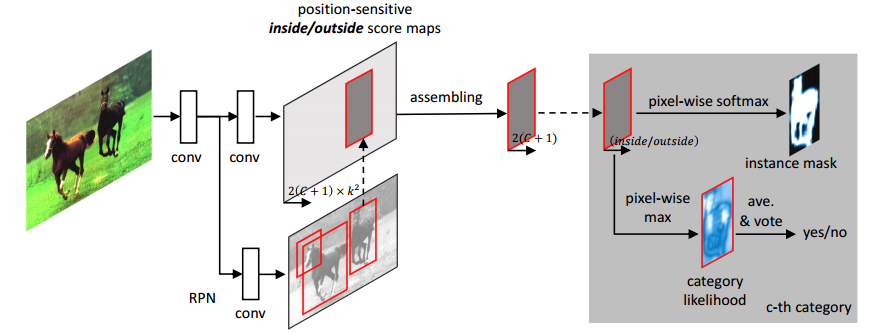 position-sensitive
inside/outside score maps
conv
conv
2(C + 1) × k²
assembling
2(C + 1)
(inside/outside)
pixel-wise softmax
instance mask
pixel-wise
max
ave.
& vote
yes/no
category
likelihood
c-th category
RPN
conv